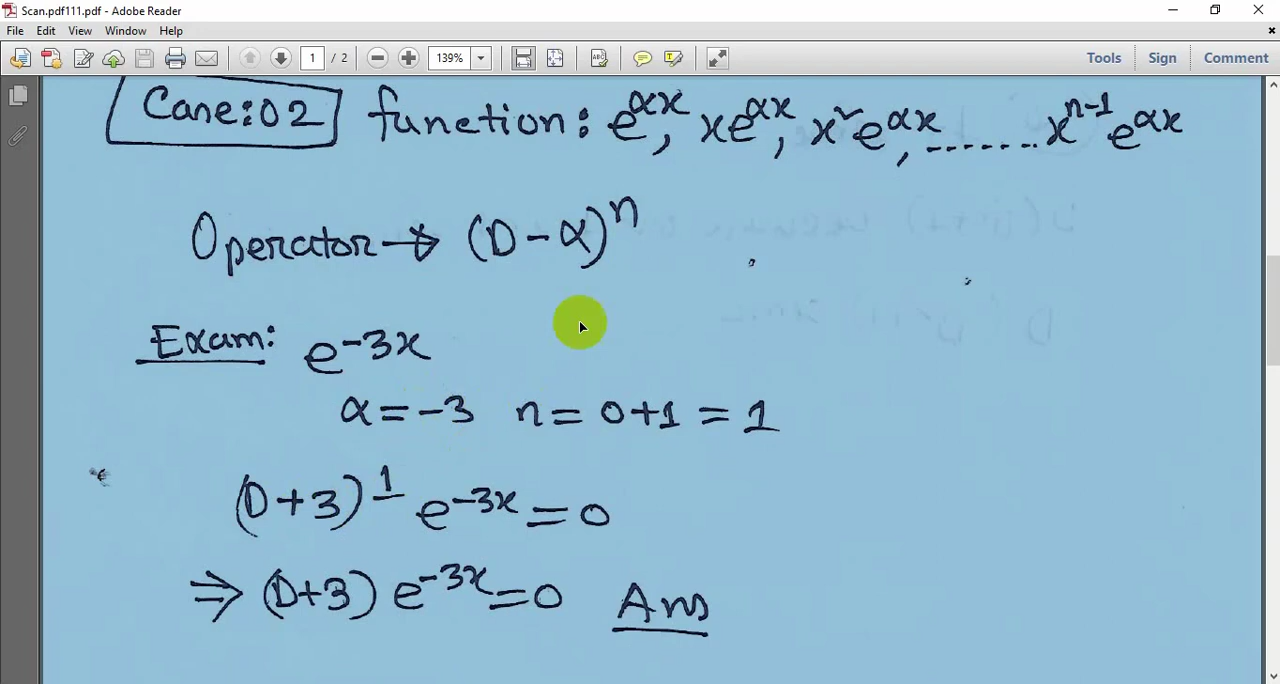 Scan.pdf111.pdf - Adobe Reader
File Edit View Window Help
1 / 2 139% Tools Sign Comment
Case:02 function: e^αx, xe^αx, x²e^αx, ....... x^n-1 e^αx
Operator → (D-α)^n
Exam: e^-3x
α = -3 n = 0+1 = 1
(D+3)^1 e^-3x = 0
⇒ (D+3) e^-3x = 0 Ans